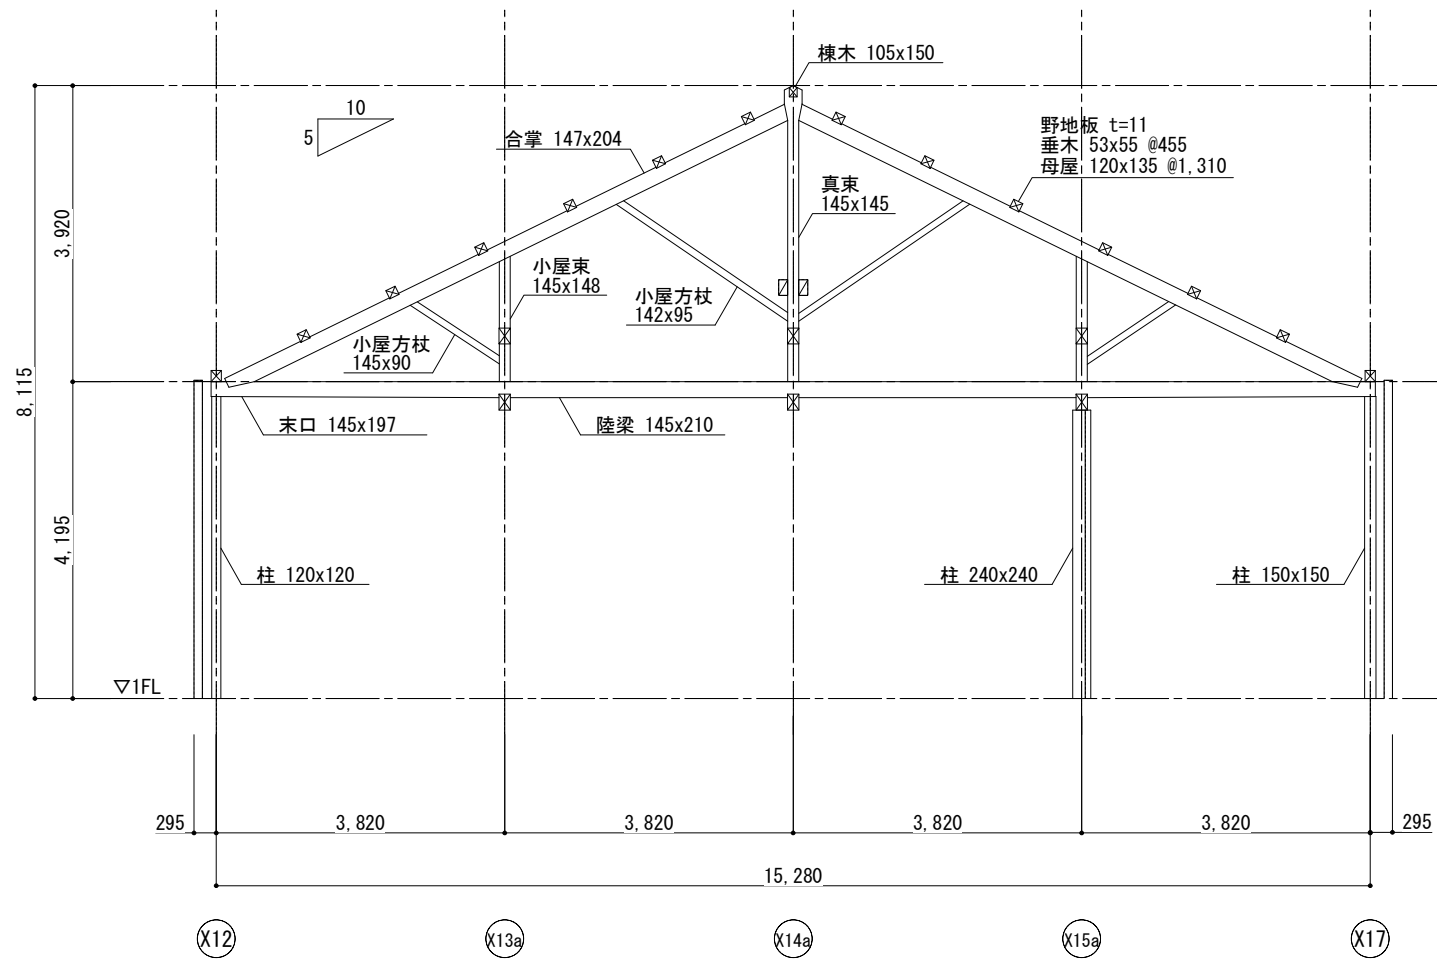 棟木 105x150
10
5
合掌 147x204
野地板 t=11
垂木 53x55 @455
母屋 120x135 @1,310
真束
145x145
3,920
小屋束
145x148
小屋方杖
142x95
小屋方杖
145x90
8,115
末口 145x197
陸梁 145x210
4,195
柱 120x120
柱 240x240
柱 150x150
▽1FL
295
3,820
3,820
3,820
3,820
295
15,280
X12
X13a
X14a
X15a
X17